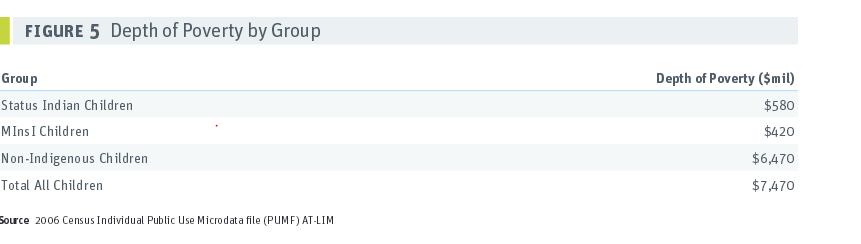 FIGURE 5 Depth of Poverty by Group
Group Depth of Poverty ($mil)
Status Indian Children $580
MInsI Children $420
Non-Indigenous Children $6,470
Total All Children $7,470
Source 2006 Census Individual Public Use Microdata file (PUMF) AT-LIM